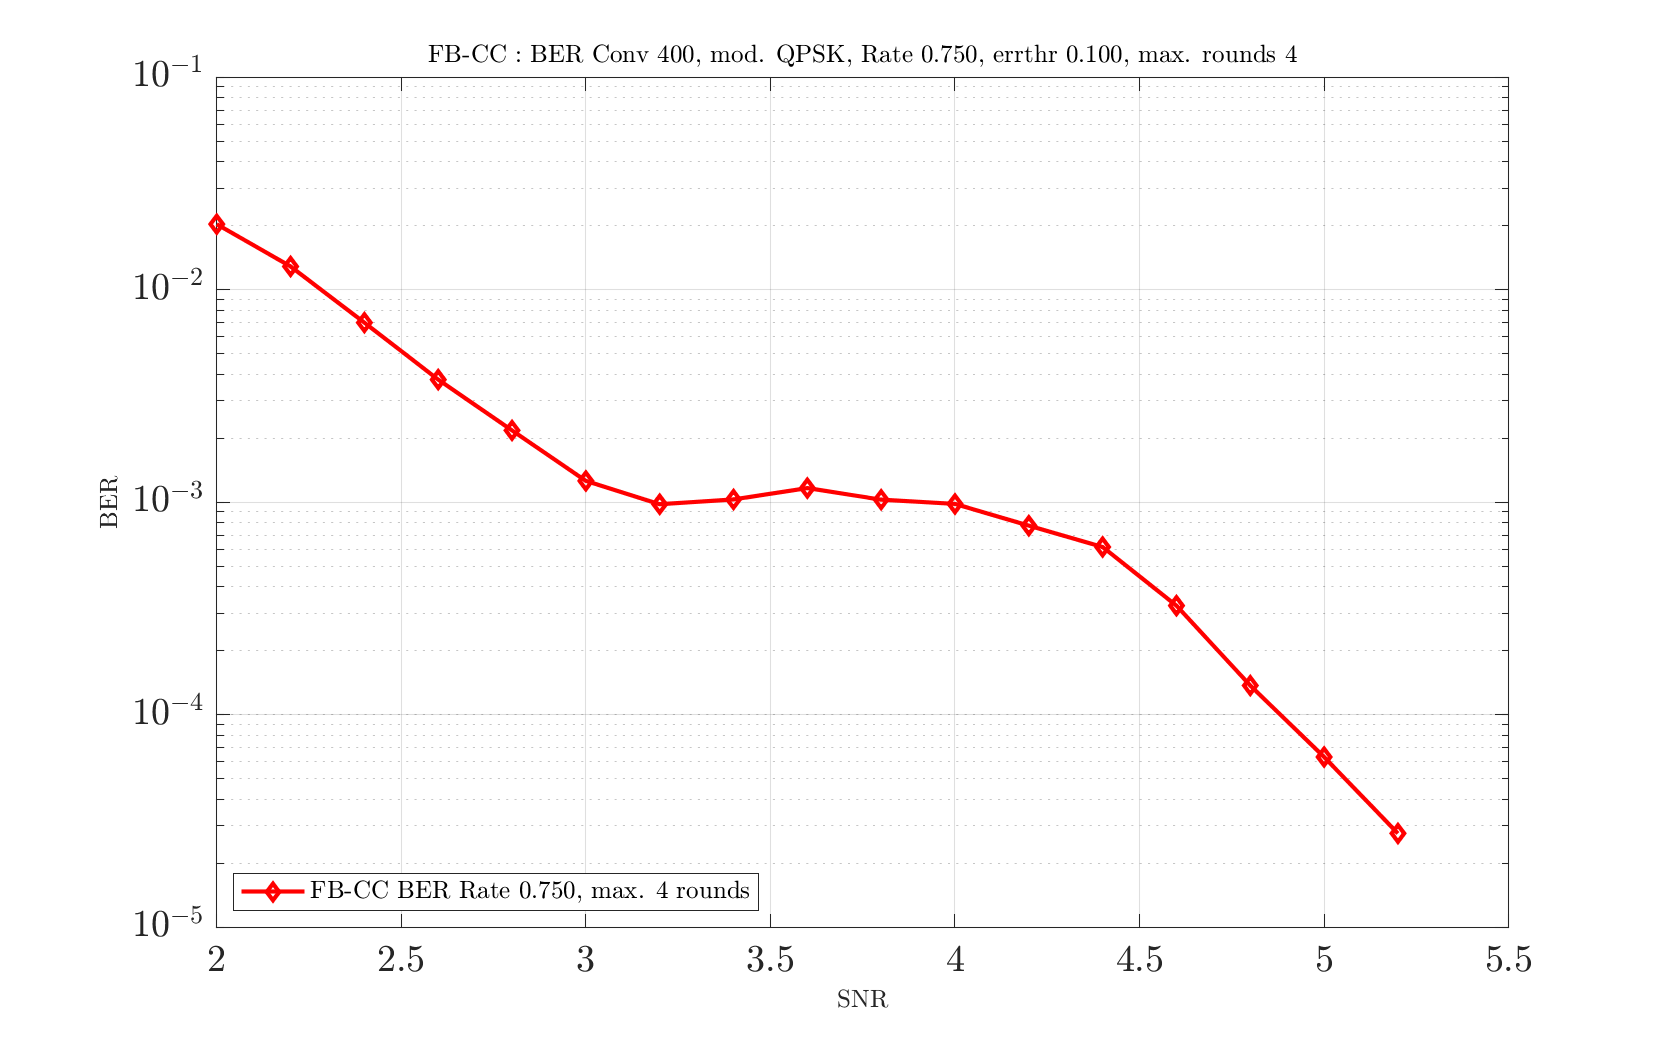 FB-CC : BER Conv 400, mod. QPSK, Rate 0.750, errthr 0.100, max. rounds 4
10^{-1}
10^{-2}
10^{-3}
10^{-4}
10^{-5}
BER
FB-CC BER Rate 0.750, max. 4 rounds
2 2.5 3 3.5 4 4.5 5 5.5
SNR